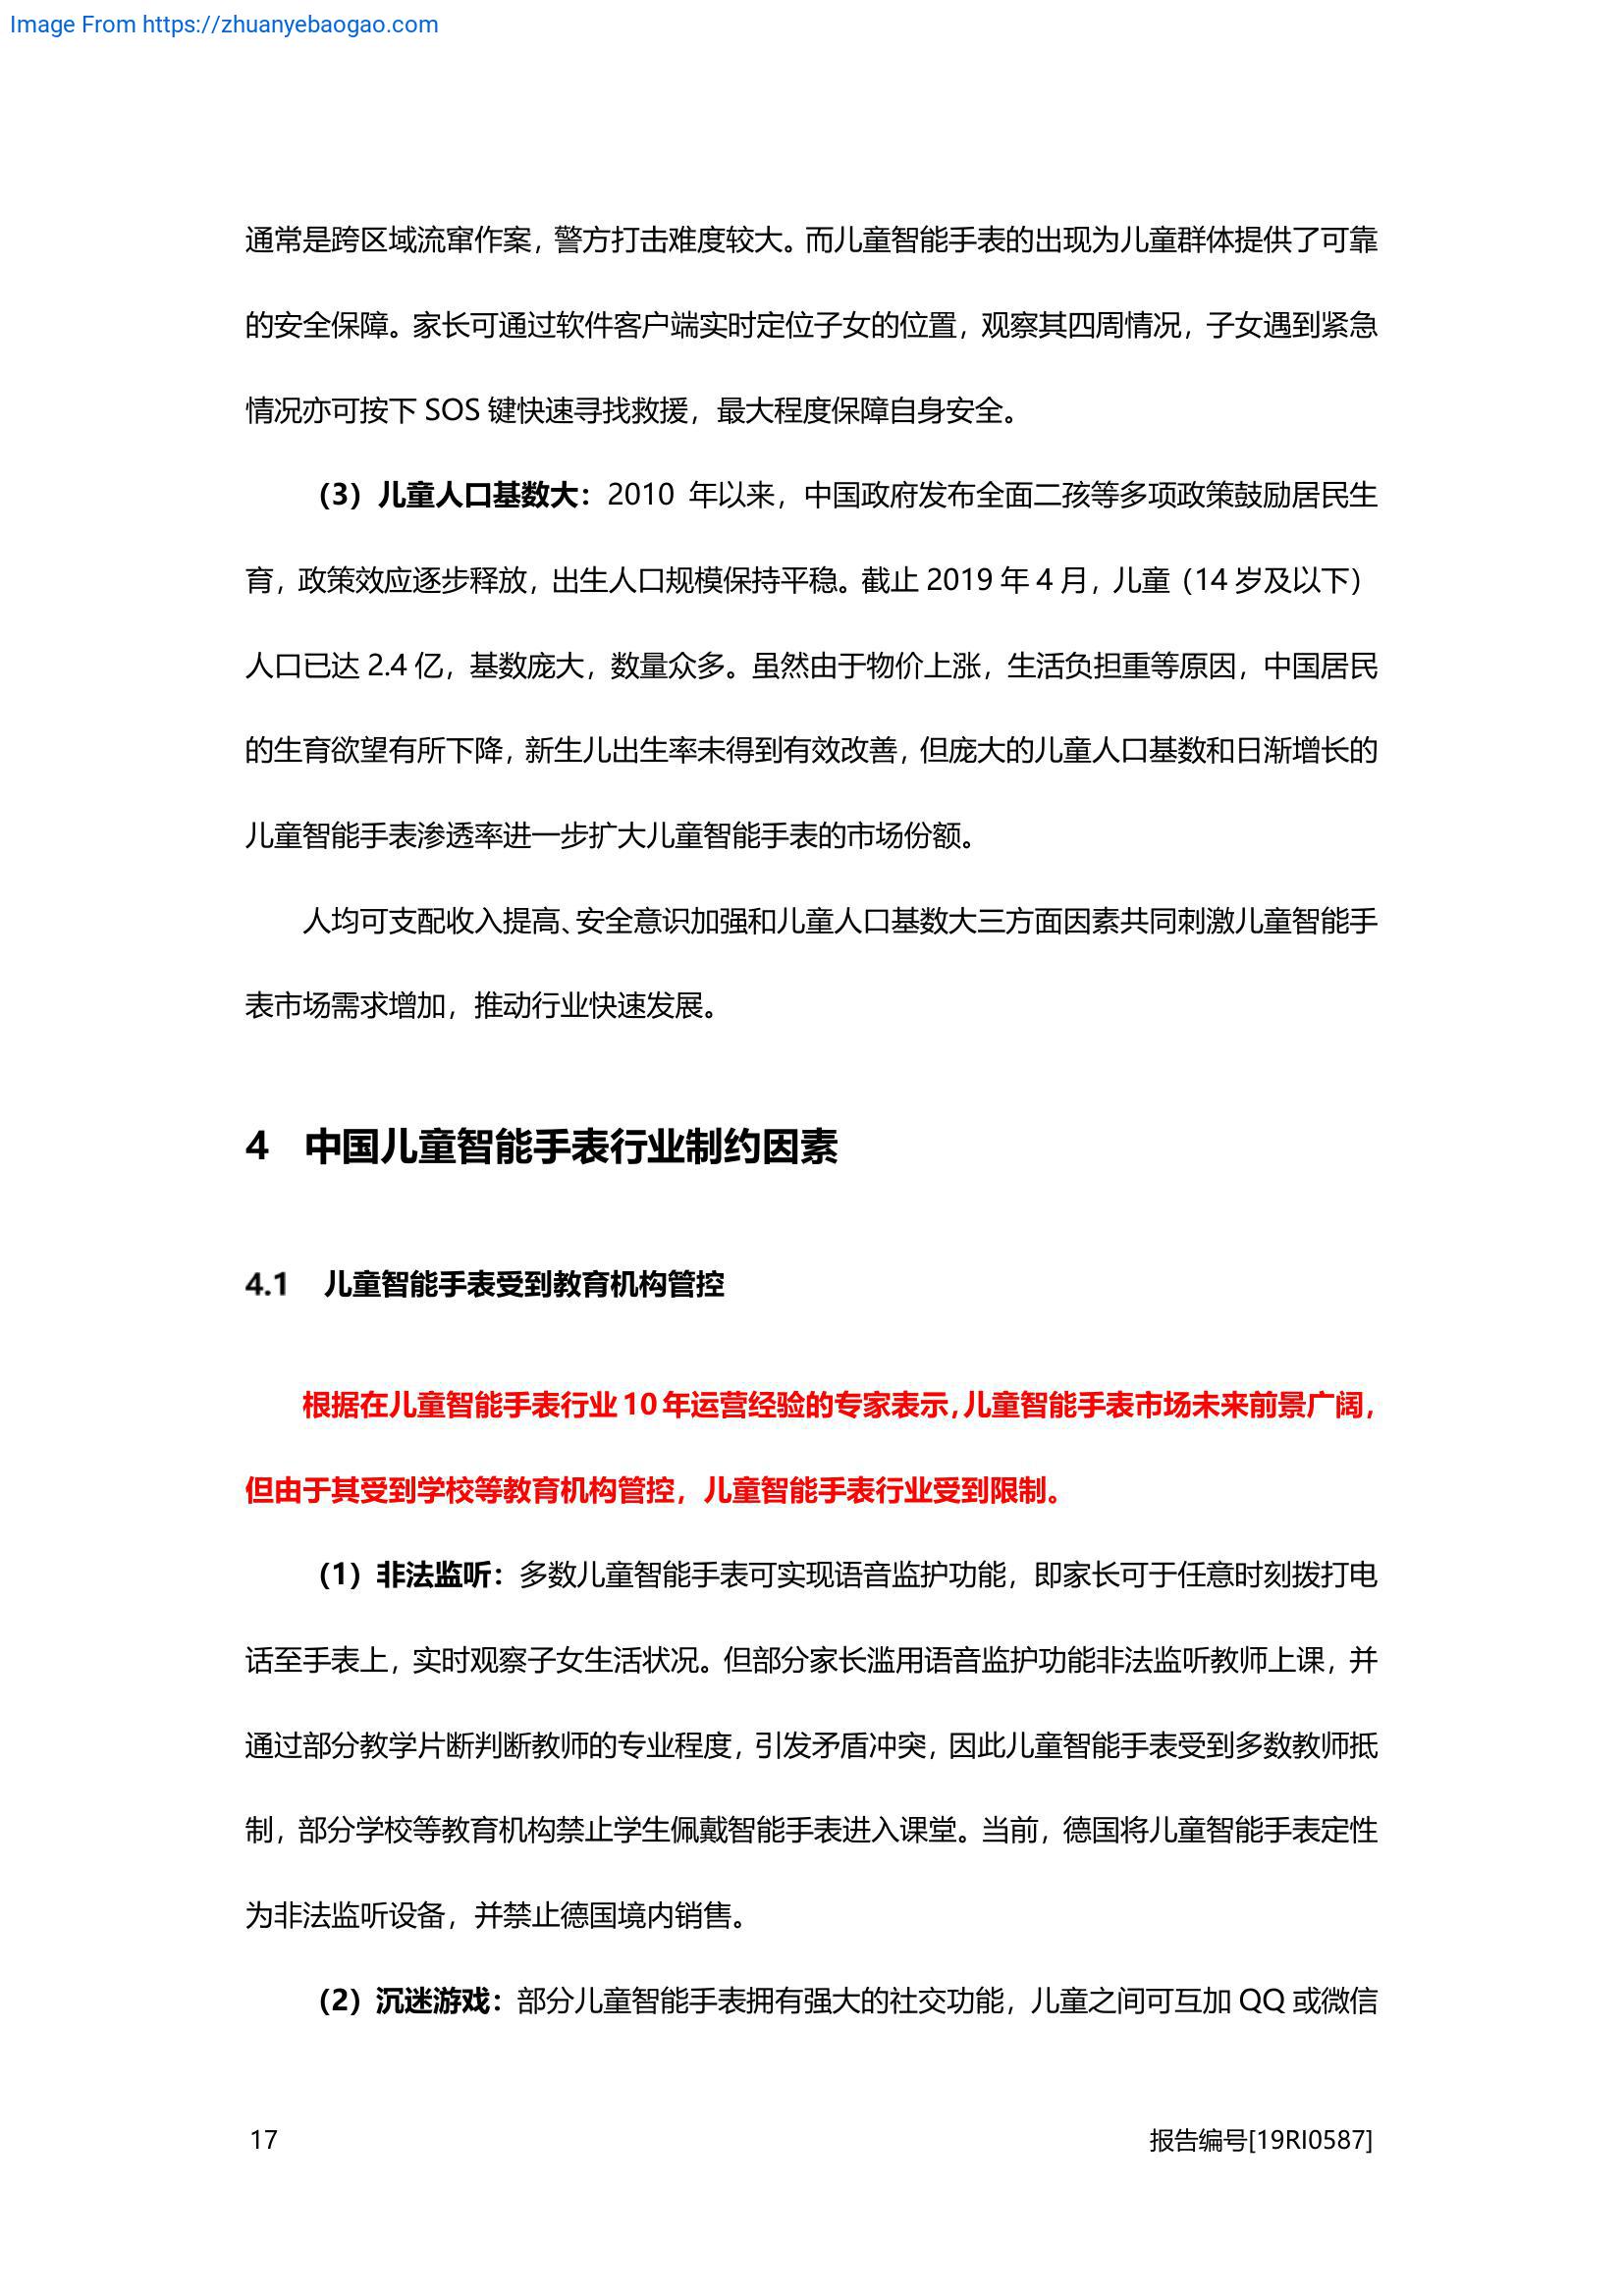 Image From https://zhuanyebaogao.com
通常是跨区域流窜作案，警方打击难度较大。而儿童智能手表的出现为儿童群体提供了可靠
的安全保障。家长可通过软件客户端实时定位子女的位置，观察其四周情况，子女遇到紧急
情况亦可按下 SOS 键快速寻找救援，最大程度保障自身安全。
（3）儿童人口基数大：2010 年以来，中国政府发布全面二孩等多项政策鼓励居民生
育，政策效应逐步释放，出生人口规模保持平稳。截止 2019 年 4 月，儿童（14 岁及以下）
人口已达 2.4 亿，基数庞大，数量众多。虽然由于物价上涨，生活负担重等原因，中国居民
的生育欲望有所下降，新生儿出生率未得到有效改善，但庞大的儿童人口基数和日渐增长的
儿童智能手表渗透率进一步扩大儿童智能手表的市场份额。
人均可支配收入提高、安全意识加强和儿童人口基数大三方面因素共同刺激儿童智能手
表市场需求增加，推动行业快速发展。
4 中国儿童智能手表行业制约因素
4.1 儿童智能手表受到教育机构管控
根据在儿童智能手表行业 10 年运营经验的专家表示，儿童智能手表市场未来前景广阔，
但由于其受到学校等教育机构管控，儿童智能手表行业受到限制。
（1）非法监听：多数儿童智能手表可实现语音监护功能，即家长可于任意时刻拨打电
话至手表上，实时观察子女生活状况。但部分家长滥用语音监护功能非法监听教师上课，并
通过部分教学片断判断教师的专业程度，引发矛盾冲突，因此儿童智能手表受到多数教师抵
制，部分学校等教育机构禁止学生佩戴智能手表进入课堂。当前，德国将儿童智能手表定性
为非法监听设备，并禁止德国境内销售。
（2）沉迷游戏：部分儿童智能手表拥有强大的社交功能，儿童之间可互加 QQ 或微信
17 报告编号[19RI0587]